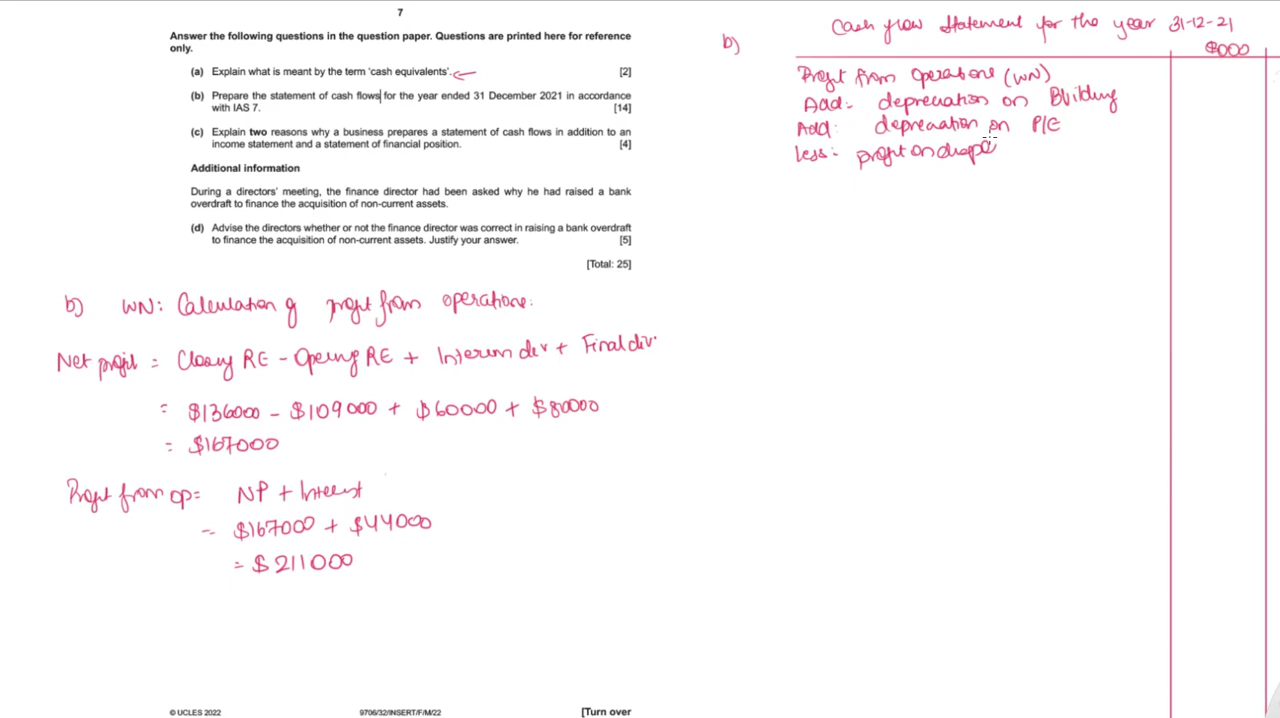 7
Answer the following questions in the question paper. Questions are printed here for reference
only.
(a) Explain what is meant by the term 'cash equivalents'. [2]
(b) Prepare the statement of cash flows for the year ended 31 December 2021 in accordance
with IAS 7. [14]
(c) Explain two reasons why a business prepares a statement of cash flows in addition to an
income statement and a statement of financial position. [4]
Additional information
During a directors' meeting, the finance director had been asked why he had raised a bank
overdraft to finance the acquisition of non-current assets.
(d) Advise the directors whether or not the finance director was correct in raising a bank overdraft
to finance the acquisition of non-current assets. Justify your answer. [5]
[Total: 25]
b) WN: Calculation of profit from operations:
Net profit = Closing RE - Opening RE + Interim div + Final div.
= $136000 - $109000 + $60000 + $80000
= $167000
Profit from op = NP + Interest
= $167000 + $44000
= $211000
© UCLES 2022 9706/32/INSERT/F/M/22 [Turn over
b) Cash flow Statement for the year 31-12-21
$000
Profit from operations (WN)
Add: depreciation on Building
Add: depreciation on P/E
less: profit on dispo